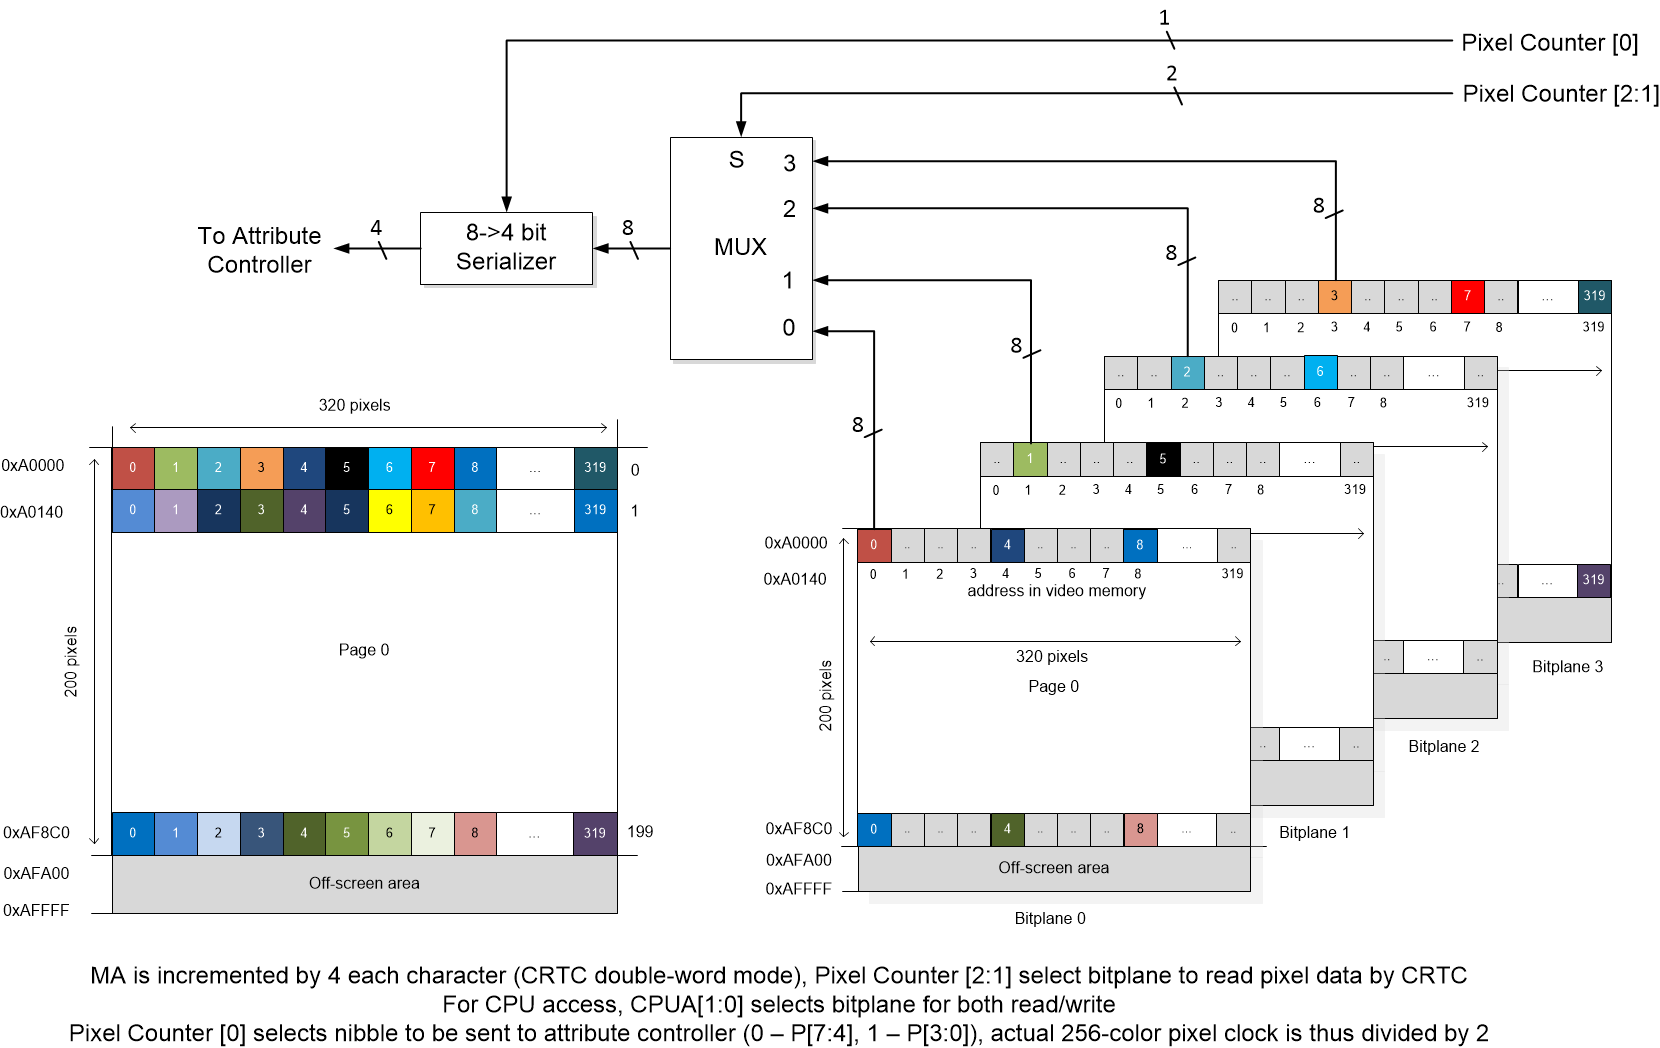 1
Pixel Counter [0]
2
Pixel Counter [2:1]
S
3
2
1
0
MUX
8
8
8
8
8->4 bit
Serializer
8
4
To Attribute
Controller
.. .. .. 3 .. .. .. 7 .. ... 319
0 1 2 3 4 5 6 7 8 319
.. .. 2 .. .. .. 6 .. .. ... ..
0 1 2 3 4 5 6 7 8 319
.. 1 .. .. .. 5 .. .. .. ... ..
0 1 2 3 4 5 6 7 8 319
320 pixels
0xA0000 0 1 2 3 4 5 6 7 8 ... 319 0
0xA0140 0 1 2 3 4 5 6 7 8 ... 319 1
200 pixels
Page 0
0xAF8C0 0 1 2 3 4 5 6 7 8 ... 319 199
0xAFA00
Off-screen area
0xAFFFF
0xA0000 0 .. .. .. 4 .. .. .. 8 ... ..
0xA0140 0 1 2 3 4 5 6 7 8 319
address in video memory
320 pixels
200 pixels
Page 0
0xAF8C0 0 .. .. .. 4 .. .. .. 8 ... ..
0xAFA00
Off-screen area
0xAFFFF
Bitplane 0
.. ... ..
Bitplane 1
.. ... ..
Bitplane 2
.. ... 319
Bitplane 3
MA is incremented by 4 each character (CRTC double-word mode), Pixel Counter [2:1] select bitplane to read pixel data by CRTC
For CPU access, CPUA[1:0] selects bitplane for both read/write
Pixel Counter [0] selects nibble to be sent to attribute controller (0 – P[7:4], 1 – P[3:0]), actual 256-color pixel clock is thus divided by 2